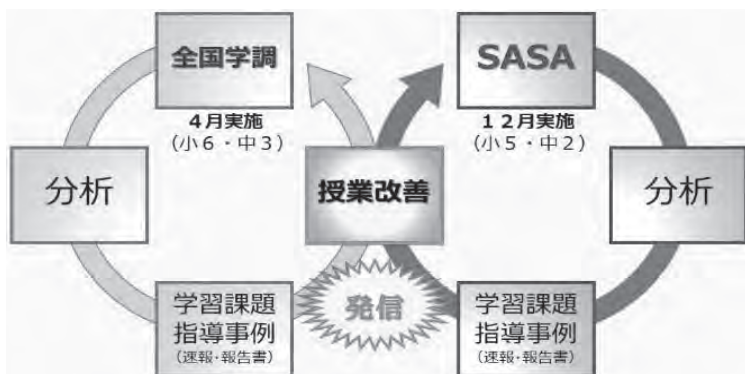 全国学調
4月実施
(小6・中3)
SASA
12月実施
(小5・中2)
分析
授業改善
分析
学習課題
指導事例
(速報・報告書)
発信
学習課題
指導事例
(速報・報告書)